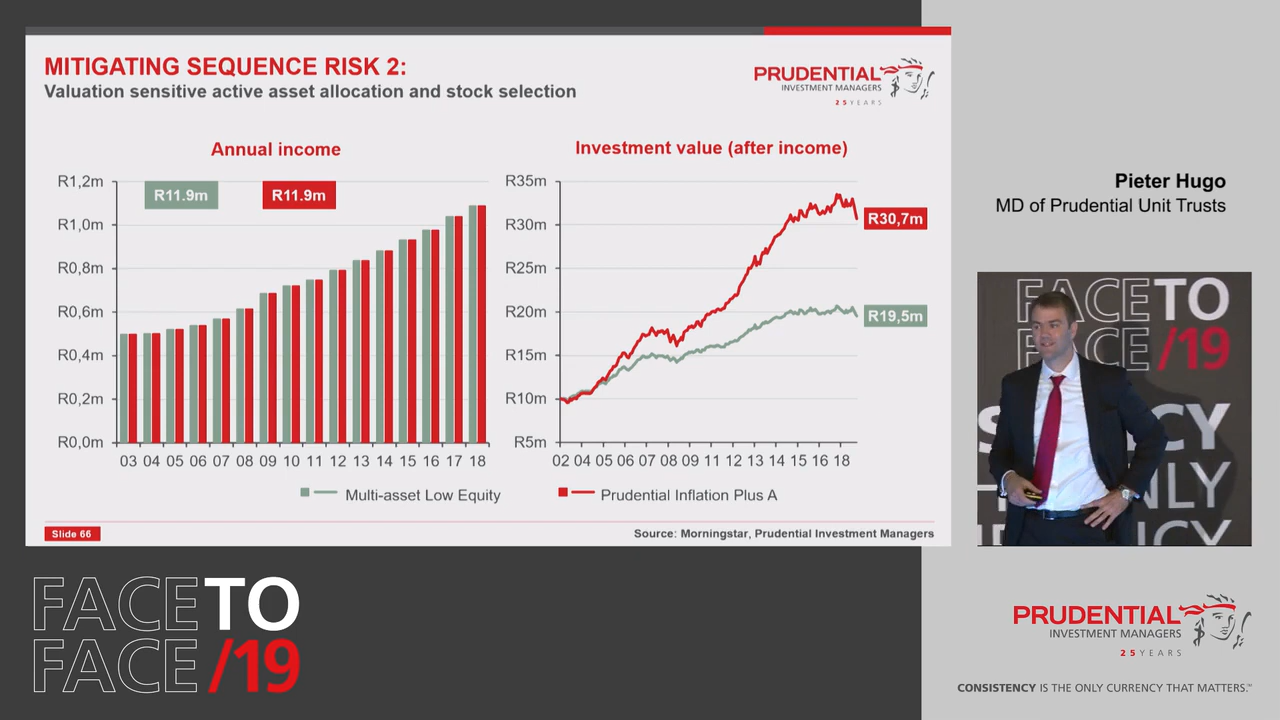 MITIGATING SEQUENCE RISK 2:
Valuation sensitive active asset allocation and stock selection
PRUDENTIAL
INVESTMENT MANAGERS
25 YEARS
Annual income
R1,2m
R1,0m
R0,8m
R0,6m
R0,4m
R0,2m
R0,0m
R11.9m
R11.9m
03 04 05 06 07 08 09 10 11 12 13 14 15 16 17 18
Investment value (after income)
R35m
R30m
R25m
R20m
R15m
R10m
R5m
R30,7m
R19,5m
02 04 05 06 07 08 09 11 12 13 14 15 16 18
Multi-asset Low Equity
Prudential Inflation Plus A
Slide 66
Source: Morningstar, Prudential Investment Managers
Pieter Hugo
MD of Prudential Unit Trusts
FACE TO
FACE /19
FACE TO
FACE /19
PRUDENTIAL
INVESTMENT MANAGERS
25 YEARS
CONSISTENCY IS THE ONLY CURRENCY THAT MATTERS.™